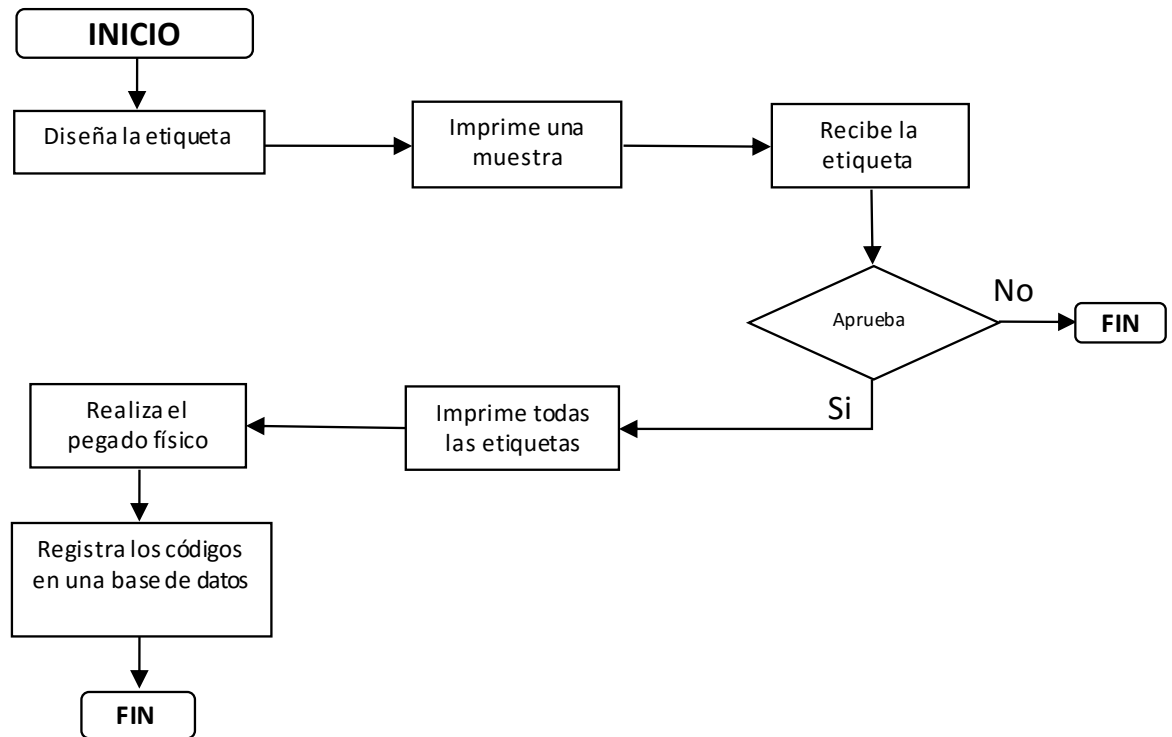 INICIO
Diseña la etiqueta
Imprime una
muestra
Recibe la
etiqueta
Aprueba
No
FIN
Si
Imprime todas
las etiquetas
Realiza el
pegado físico
Registra los códigos
en una base de datos
FIN